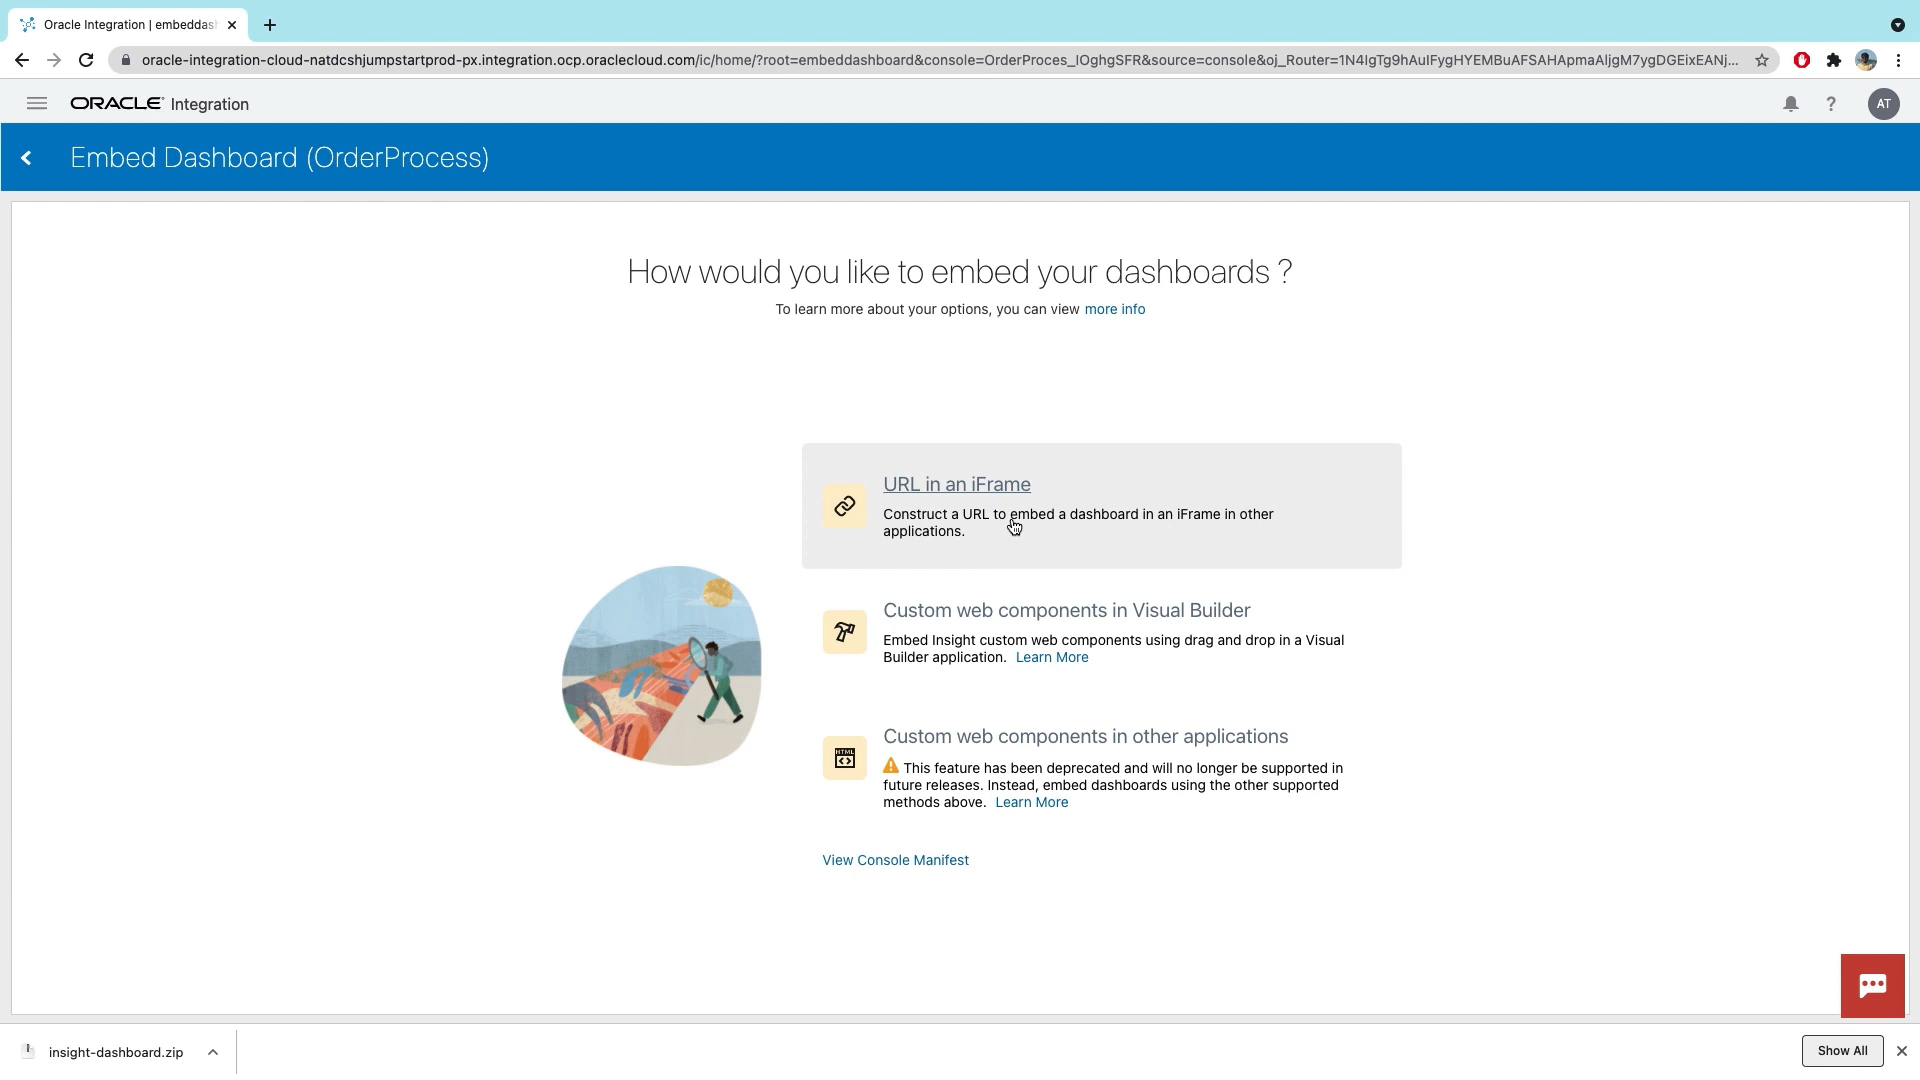 Oracle Integration | embeddas
oracle-integration-cloud-natdcshjumpstartprod-px.integration.ocp.oraclecloud.com/ic/home/?root=embeddashboard&console=OrderProces_IOghgSFR&source=console&oj_Router=1N4IgTg9hAuIFygHYEMBuAFSAHApmaAljgM7ygDGEixEANj...
ORACLE Integration
AT
Embed Dashboard (OrderProcess)
How would you like to embed your dashboards ?
To learn more about your options, you can view more info
URL in an iFrame
Construct a URL to embed a dashboard in an iFrame in other
applications.
Custom web components in Visual Builder
Embed Insight custom web components using drag and drop in a Visual
Builder application. Learn More
Custom web components in other applications
HTML
This feature has been deprecated and will no longer be supported in
future releases. Instead, embed dashboards using the other supported
methods above. Learn More
View Console Manifest
insight-dashboard.zip
Show All